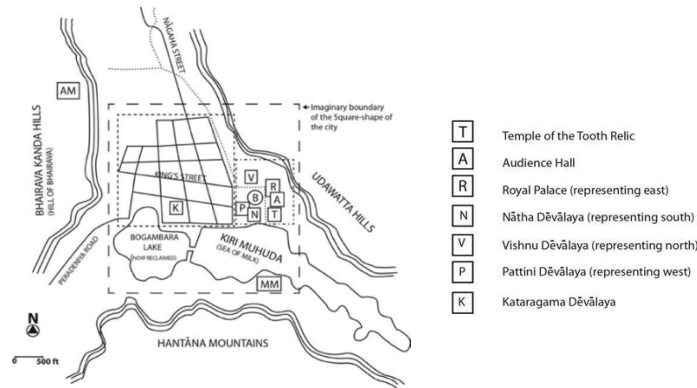 NĀGAHA STREET
AM
BHAIRAVA KANDA HILLS
(HILL OF BHAIRAVA)
Imaginary boundary
of the Square-shape of
the city
KING'S STREET
UDAWATTA HILLS
V
R
B
A
P
N
T
K
PERADENIYA ROAD
BOGAMBARA
LAKE
(NOW RECLAIMED)
KIRI MUHUDA
(SEA OF MILK)
MM
N
0 500 ft
HANTĀNA MOUNTAINS
T Temple of the Tooth Relic
A Audience Hall
R Royal Palace (representing east)
N Nātha Dēvālaya (representing south)
V Vishnu Dēvālaya (representing north)
P Pattini Dēvālaya (representing west)
K Kataragama Dēvālaya